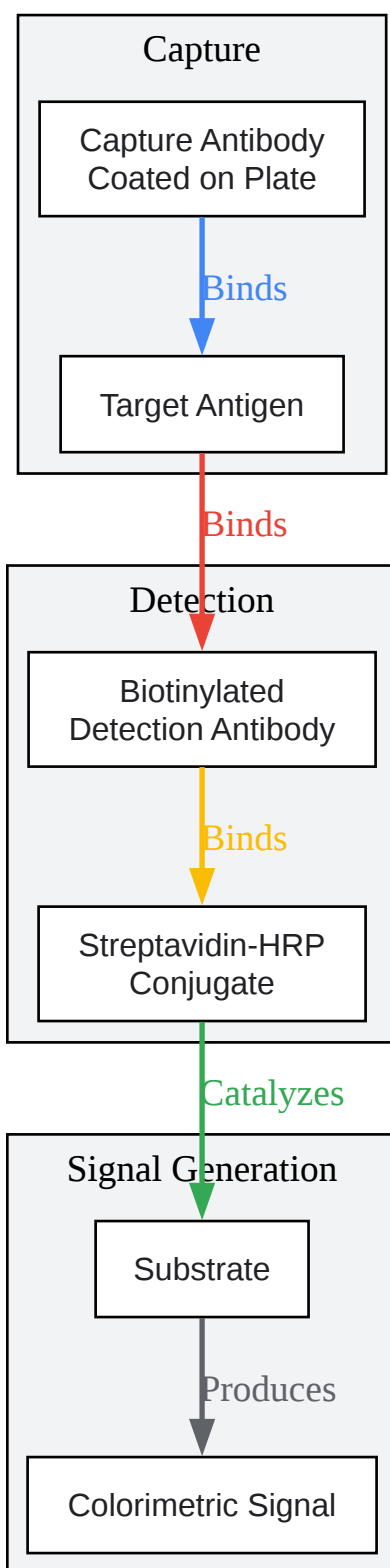 Capture
Capture Antibody
Coated on Plate
Binds
Target Antigen
Binds
Detection
Biotinylated
Detection Antibody
Binds
Streptavidin-HRP
Conjugate
Catalyzes
Signal Generation
Substrate
Produces
Colorimetric Signal